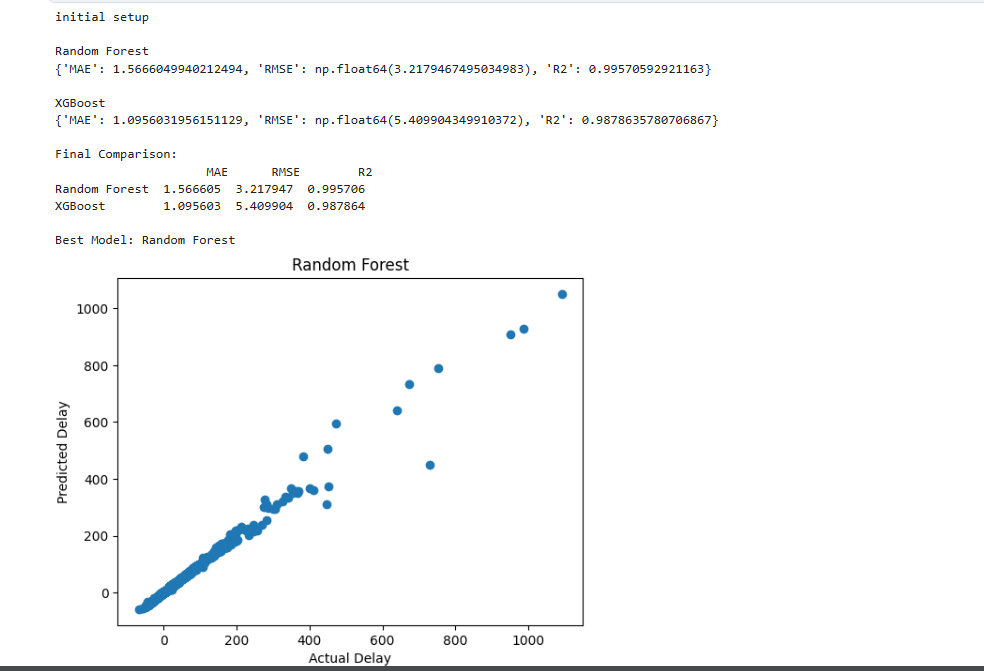 initial setup
Random Forest
{'MAE': 1.5666049940212494, 'RMSE': np.float64(3.2179467495034983), 'R2': 0.99570592921163}
XGBoost
{'MAE': 1.0956031956151129, 'RMSE': np.float64(5.409904349910372), 'R2': 0.9878635780706867}
Final Comparison:
MAE RMSE R2
Random Forest 1.566605 3.217947 0.995706
XGBoost 1.095603 5.409904 0.987864
Best Model: Random Forest
Random Forest
1000
800
600
400
200
0
Predicted Delay
0 200 400 600 800 1000
Actual Delay